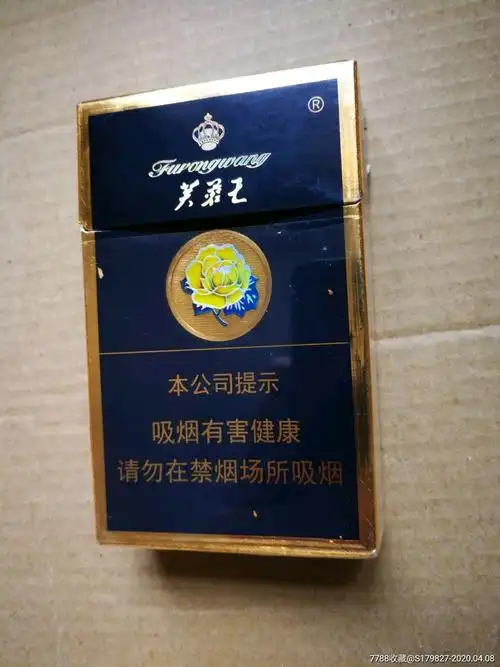 ®
Furongwang
芙蓉王
本公司提示
吸烟有害健康
请勿在禁烟场所吸烟
7788收藏@S179827-2020.04.08